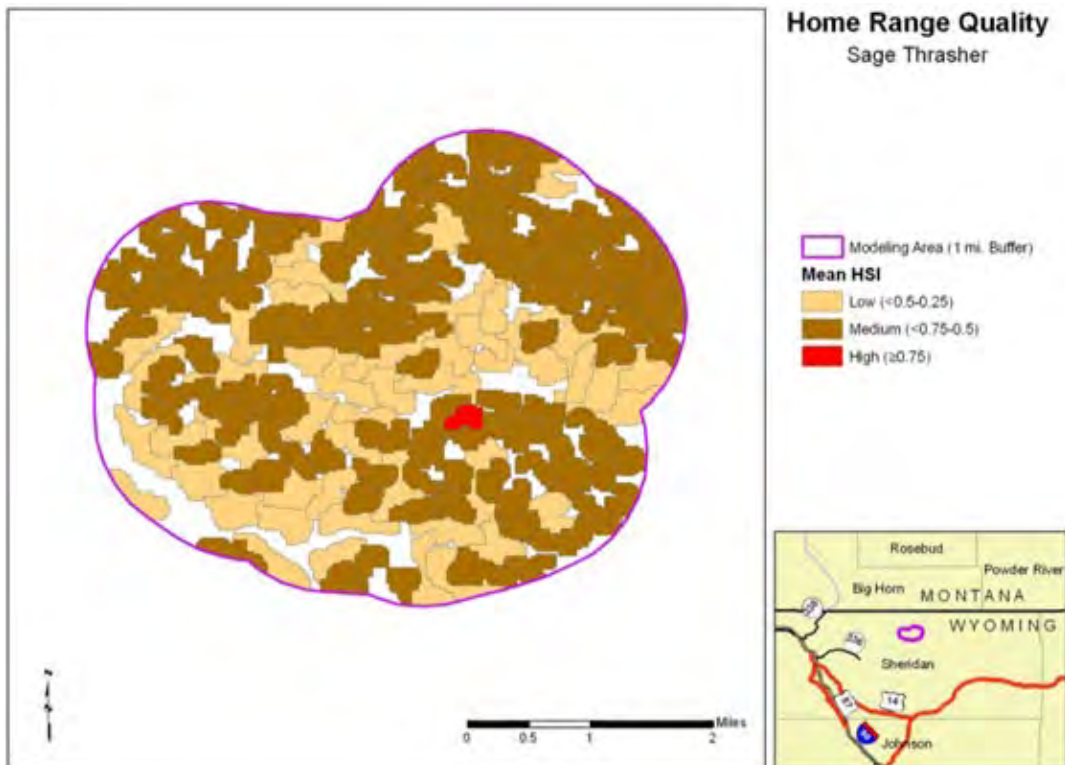 Home Range Quality
Sage Thrasher
Modeling Area (1 mi. Buffer)
Mean HSI
Low (<0.5-0.25)
Medium (<0.75-0.5)
High (≥0.75)
Miles
0 0.5 1 2
Rosebud
Powder River
Big Horn
MONTANA
WYOMING
Sheridan
87
14
Johnson